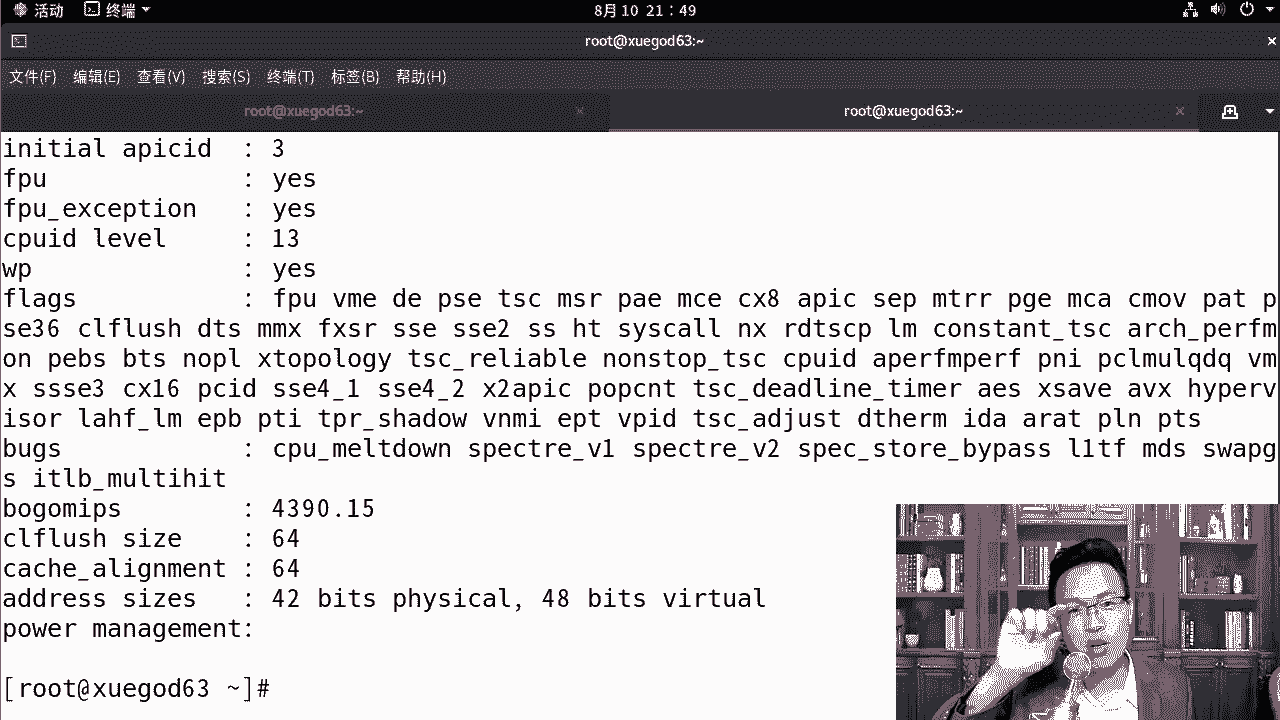 活动 终端 8月 10 21：49
root@xuegod63:~
文件(F) 编辑(E) 查看(V) 搜索(S) 终端(T) 标签(B) 帮助(H)
root@xuegod63:~ root@xuegod63:~
initial apicid : 3
fpu : yes
fpu_exception : yes
cpuid level : 13
wp : yes
flags : fpu vme de pse tsc msr pae mce cx8 apic sep mtrr pge mca cmov pat p
se36 clflush dts mmx fxsr sse sse2 ss ht syscall nx rdtscp lm constant_tsc arch_perfm
on pebs bts nopl xtopology tsc_reliable nonstop_tsc cpuid aperfmperf pni pclmulqdq vm
x ssse3 cx16 pcid sse4_1 sse4_2 x2apic popcnt tsc_deadline_timer aes xsave avx hyperv
isor lahf_lm epb pti tpr_shadow vnmi ept vpid tsc_adjust dtherm ida arat pln pts
bugs : cpu_meltdown spectre_v1 spectre_v2 spec_store_bypass l1tf mds swapg
s itlb_multihit
bogomips : 4390.15
clflush size : 64
cache_alignment : 64
address sizes : 42 bits physical, 48 bits virtual
power management:
[root@xuegod63 ~]#